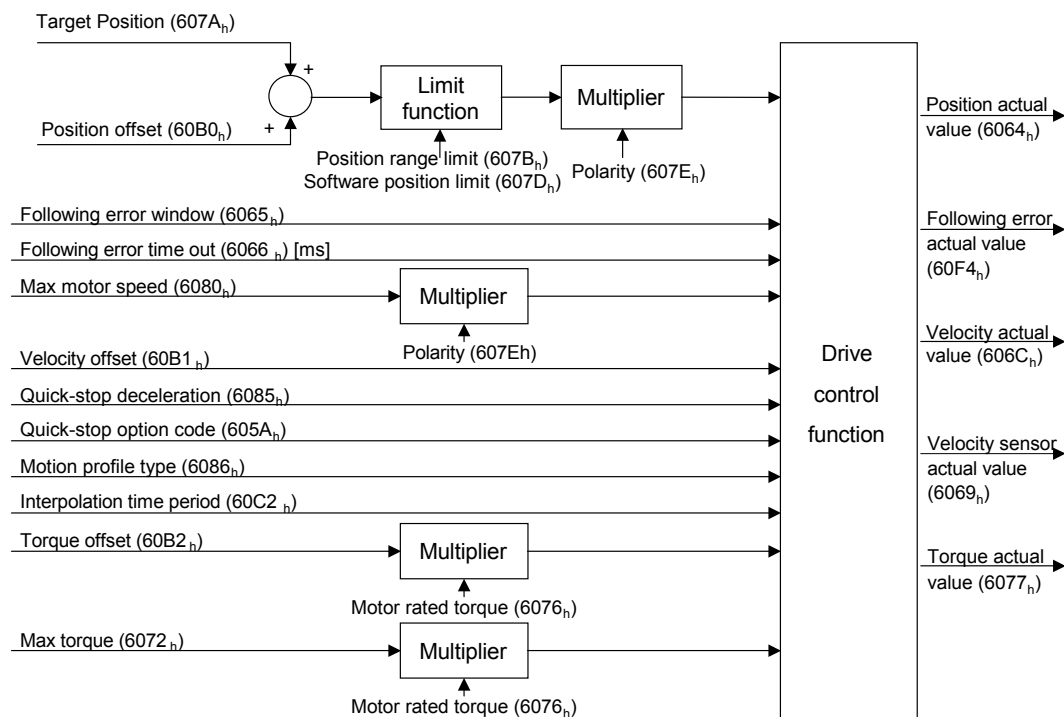 Target Position (607Ah)
+
+
Position offset (60B0h)
Limit
function
Multiplier
Position range limit (607Bh)
Software position limit (607Dh)
Polarity (607Eh)
Following error window (6065h)
Following error time out (6066 h) [ms]
Max motor speed (6080h)
Multiplier
Polarity (607Eh)
Velocity offset (60B1h)
Quick-stop deceleration (6085h)
Quick-stop option code (605Ah)
Motion profile type (6086h)
Interpolation time period (60C2 h)
Torque offset (60B2h)
Multiplier
Motor rated torque (6076h)
Max torque (6072 h)
Multiplier
Motor rated torque (6076h)
Drive
control
function
Position actual
value (6064h)
Following error
actual value
(60F4h)
Velocity actual
value (606Ch)
Velocity sensor
actual value
(6069h)
Torque actual
value (6077h)